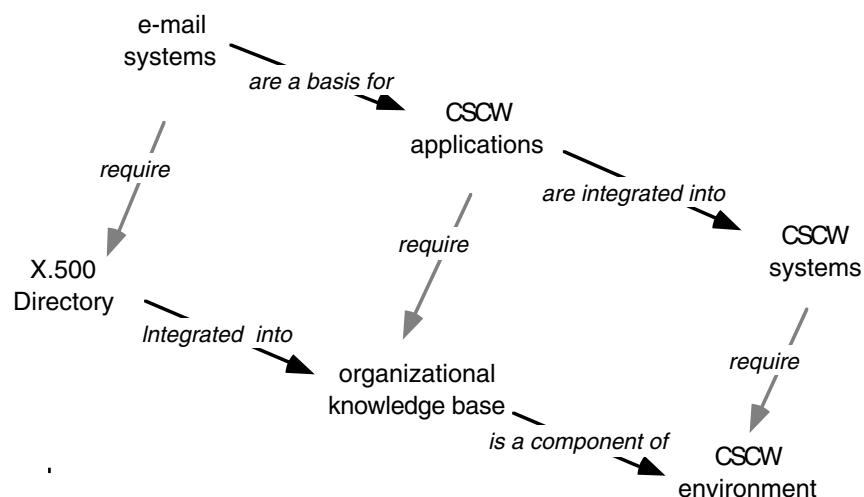 e-mail
systems
are a basis for
CSCW
applications
require
are integrated into
require
CSCW
systems
X.500
Directory
Integrated into
require
organizational
knowledge base
is a component of
CSCW
environment